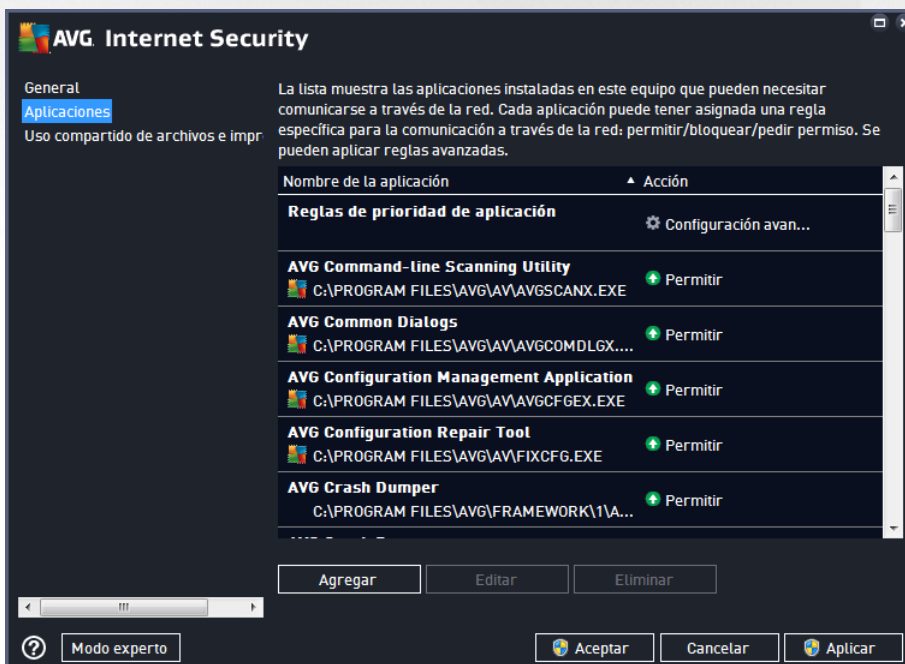 AVG Internet Security
General
Aplicaciones
Uso compartido de archivos e impr
La lista muestra las aplicaciones instaladas en este equipo que pueden necesitar
comunicarse a través de la red. Cada aplicación puede tener asignada una regla
específica para la comunicación a través de la red: permitir/bloquear/pedir permiso. Se
pueden aplicar reglas avanzadas.
Nombre de la aplicación Acción
Reglas de prioridad de aplicación
Configuración avan...
AVG Command-line Scanning Utility
C:\PROGRAM FILES\AVG\AV\AVGSCANX.EXE
Permitir
AVG Common Dialogs
C:\PROGRAM FILES\AVG\AV\AVGCOMDLGX....
Permitir
AVG Configuration Management Application
C:\PROGRAM FILES\AVG\AV\AVGCFGEX.EXE
Permitir
AVG Configuration Repair Tool
C:\PROGRAM FILES\AVG\AV\FIXCFG.EXE
Permitir
AVG Crash Dumper
C:\PROGRAM FILES\AVG\FRAMEWORK\1\A...
Permitir
Agregar Editar Eliminar
? Modo experto Aceptar Cancelar Aplicar